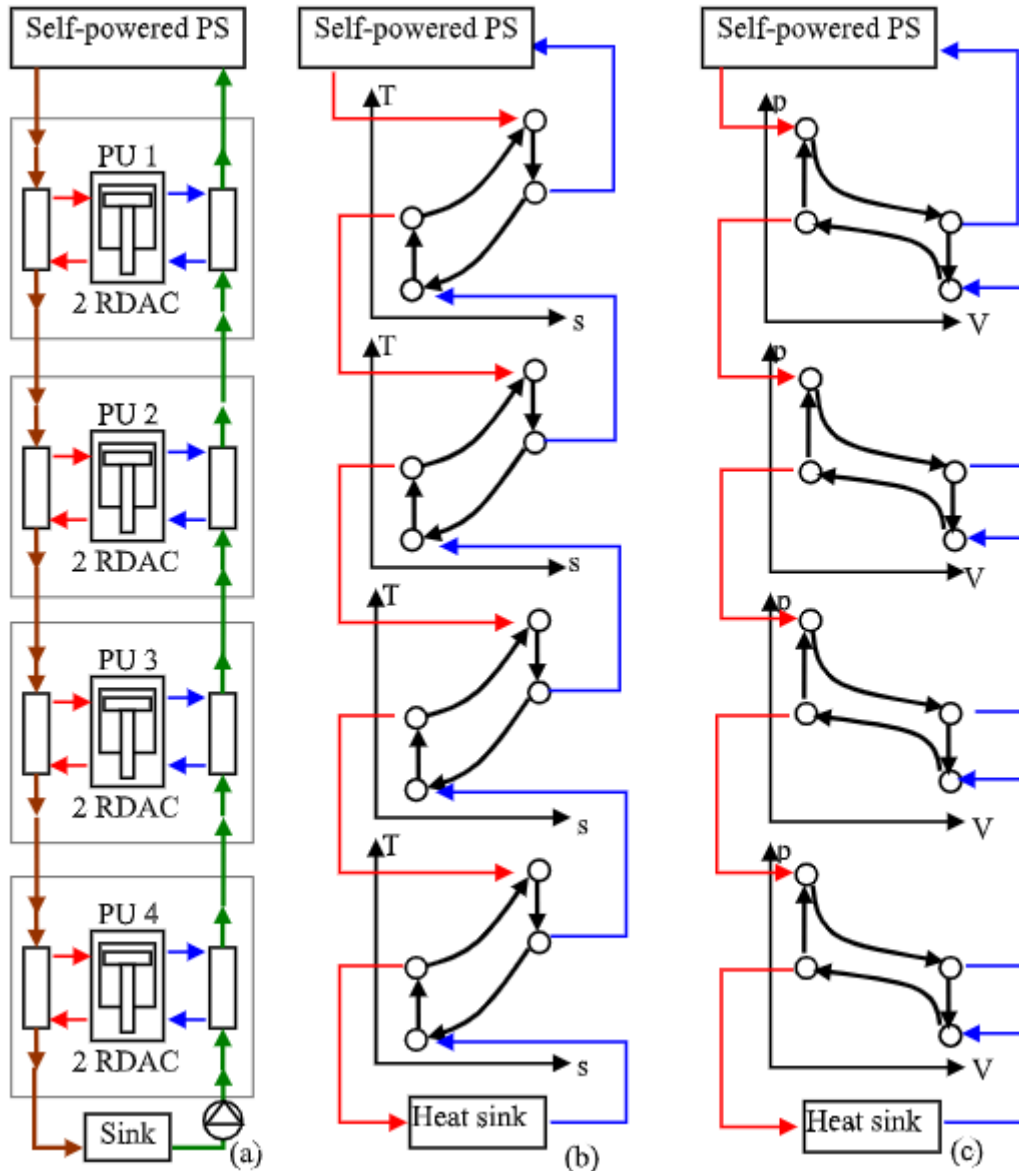 Self-powered PS
PU 1
2 RDAC
PU 2
2 RDAC
PU 3
2 RDAC
PU 4
2 RDAC
Sink
(a)
Self-powered PS
T
s
T
s
T
s
T
s
Heat sink
(b)
Self-powered PS
p
V
p
V
p
V
p
V
Heat sink
(c)